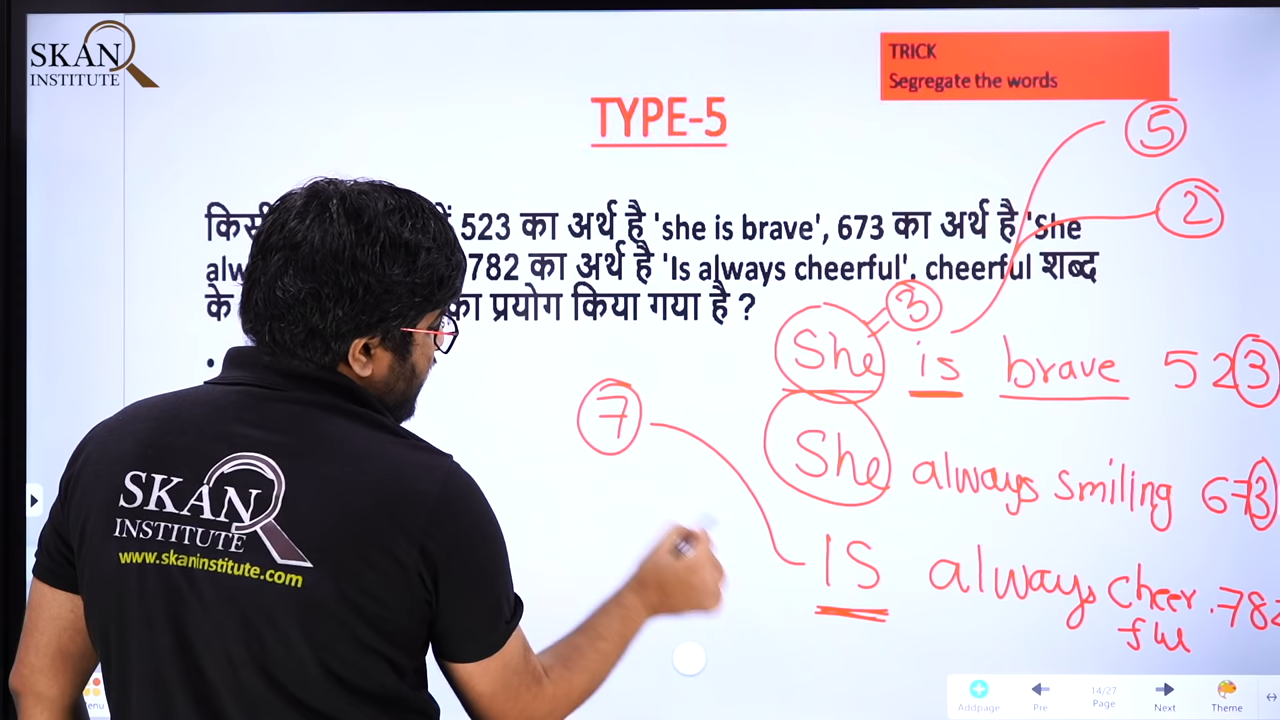 SKAN
INSTITUTE
TRICK
Segregate the words
TYPE-5
5
2
523 का अर्थ है 'she is brave', 673 का अर्थ है 'She
782 का अर्थ है 'Is always cheerful'. cheerful शब्द
के का प्रयोग किया गया है ?
3
She is brave 523
7
She always smiling 673
IS always cheer 782
ful
SKAN
INSTITUTE
www.skaninstitute.com
Addpage Pre 14/27 Page Next Theme